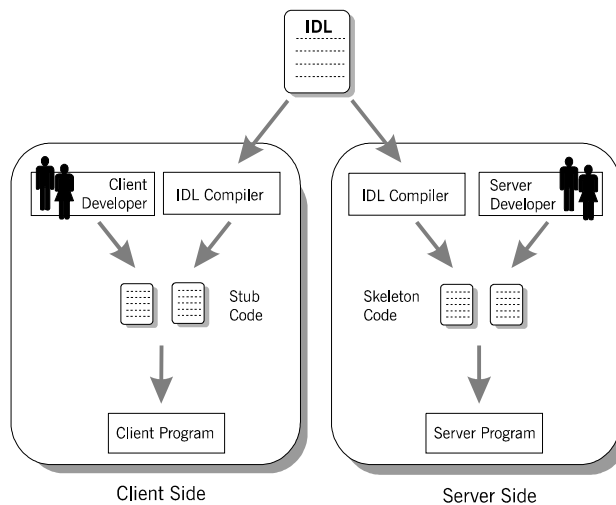 IDL
Client
Developer
IDL Compiler
Stub
Code
Client Program
Client Side
IDL Compiler
Server
Developer
Skeleton
Code
Server Program
Server Side